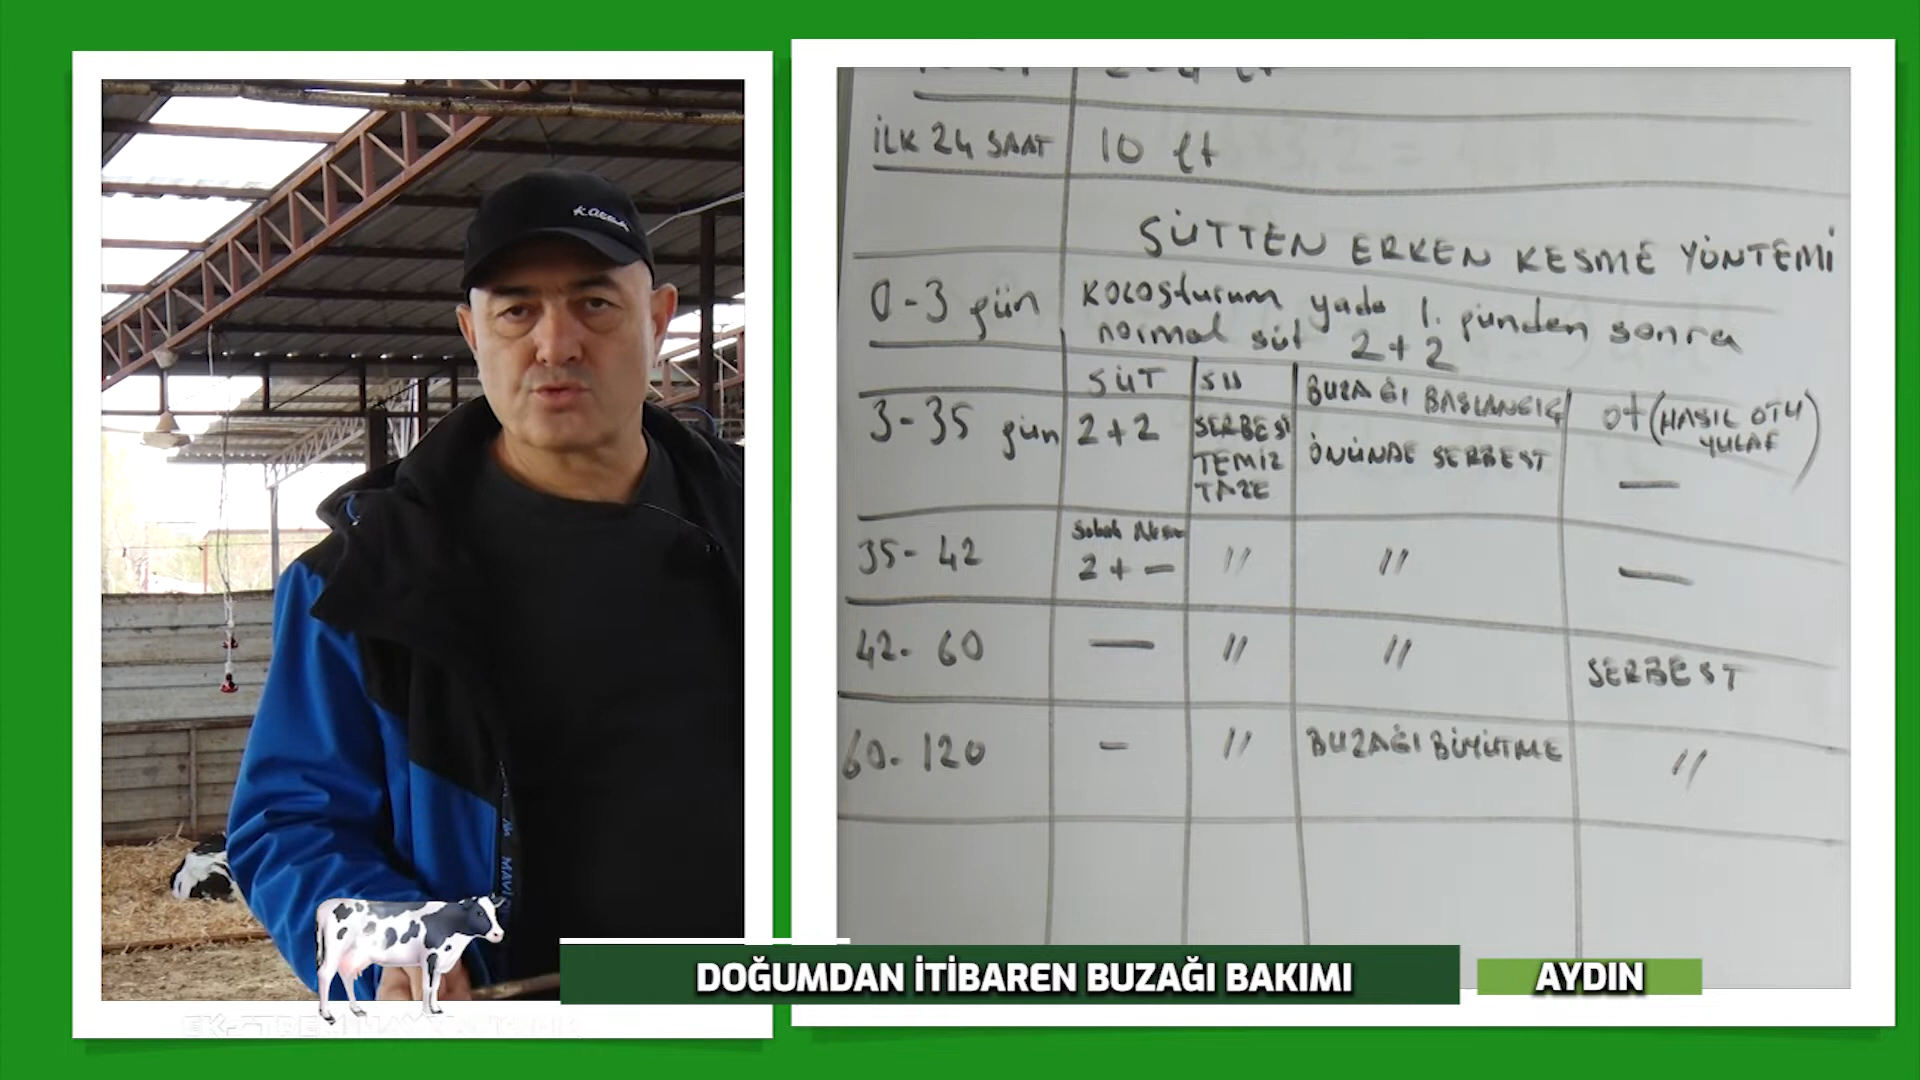 İLK 24 SAAT 10 lt
SÜTTEN ERKEN KESME YÖNTEMİ
0-3 gün kolosturum yada 1. günden sonra
normal süt 2+2
SÜT SU BUZAĞI BAŞLANGIÇ ot (HASIL OTU
YULAF)
3-35 gün 2+2 SERBEST ÖNÜNDE SERBEST —
TEMİZ
TAZE
Sabah Akşam
35-42 2+— // // —
42-60 — // // SERBEST
60-120 — // BUZAĞI BÜYÜTME //
MAVİ
DOĞUMDAN İTİBAREN BUZAĞI BAKIMI
AYDIN